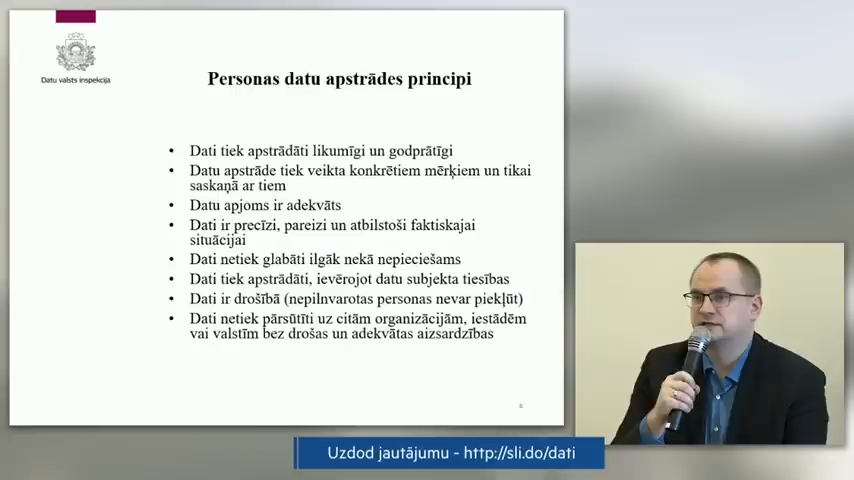 Datu valsts inspekcija
Personas datu apstrādes principi
• Dati tiek apstrādāti likumīgi un godprātīgi
• Datu apstrāde tiek veikta konkrētiem mērķiem un tikai
saskaņā ar tiem
• Datu apjoms ir adekvāts
• Dati ir precīzi, pareizi un atbilstoši faktiskajai
situācijai
• Dati netiek glabāti ilgāk nekā nepieciešams
• Dati tiek apstrādāti, ievērojot datu subjekta tiesības
• Dati ir drošībā (nepilnvarotas personas nevar piekļūt)
• Dati netiek pārsūtīti uz citām organizācijām, iestādēm
vai valstīm bez drošas un adekvātas aizsardzības
6
Uzdod jautājumu - http://sli.do/dati